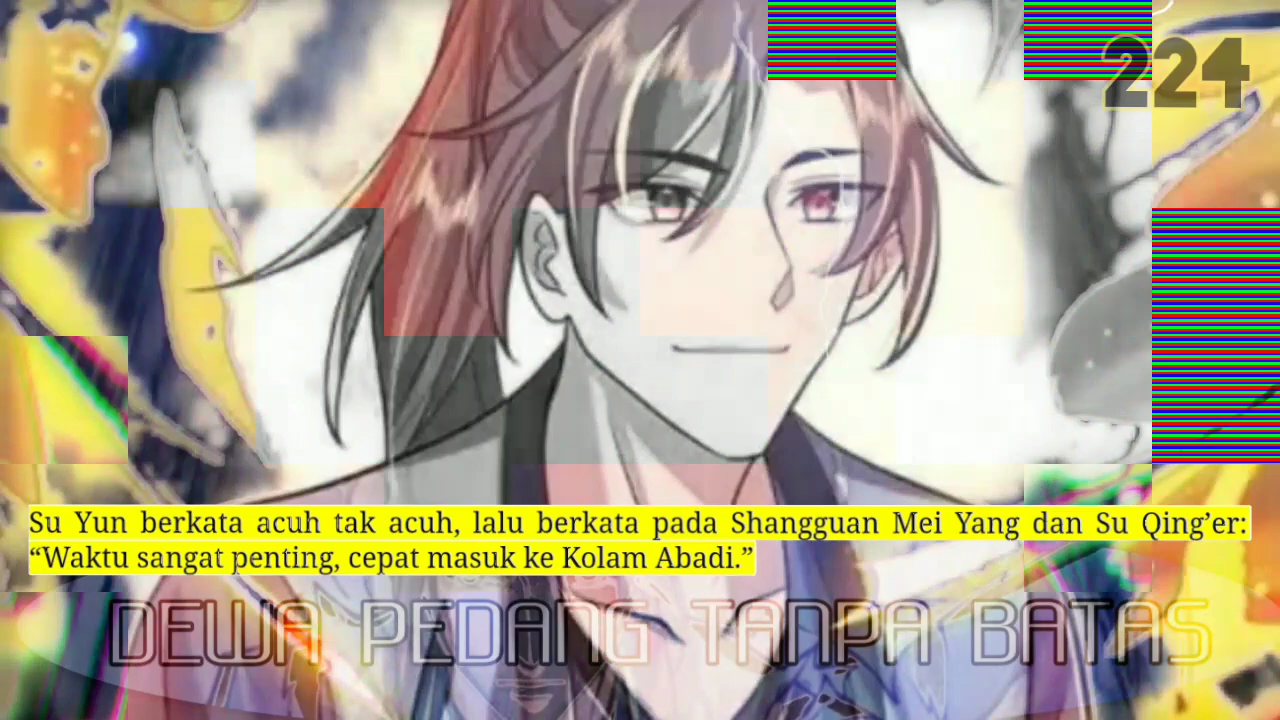 224
Su Yun berkata acuh tak acuh, lalu berkata pada Shangguan Mei Yang dan Su Qing’er:
“Waktu sangat penting, cepat masuk ke Kolam Abadi.”
DEWA PEDANG TANPA BATAS